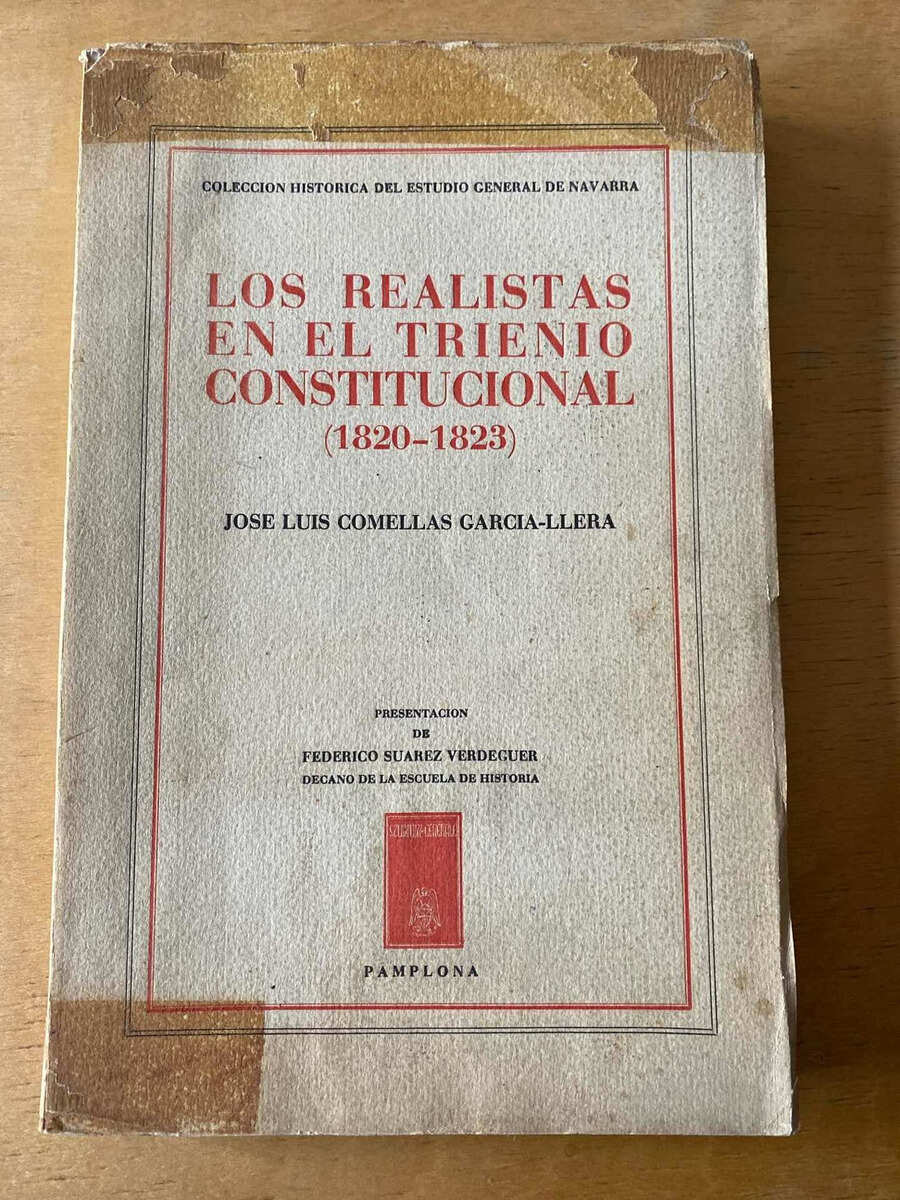 COLECCION HISTORICA DEL ESTUDIO GENERAL DE NAVARRA
LOS REALISTAS
EN EL TRIENIO
CONSTITUCIONAL
(1820-1823)
JOSE LUIS COMELLAS GARCIA-LLERA
PRESENTACION
DE
FEDERICO SUAREZ VERDEGUER
DECANO DE LA ESCUELA DE HISTORIA
PAMPLONA